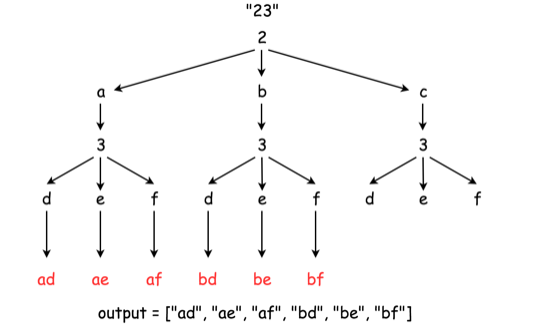 "23"
2
a b c
3 3 3
d e f d e f d e f
ad ae af bd be bf
output = ["ad", "ae", "af", "bd", "be", "bf"]